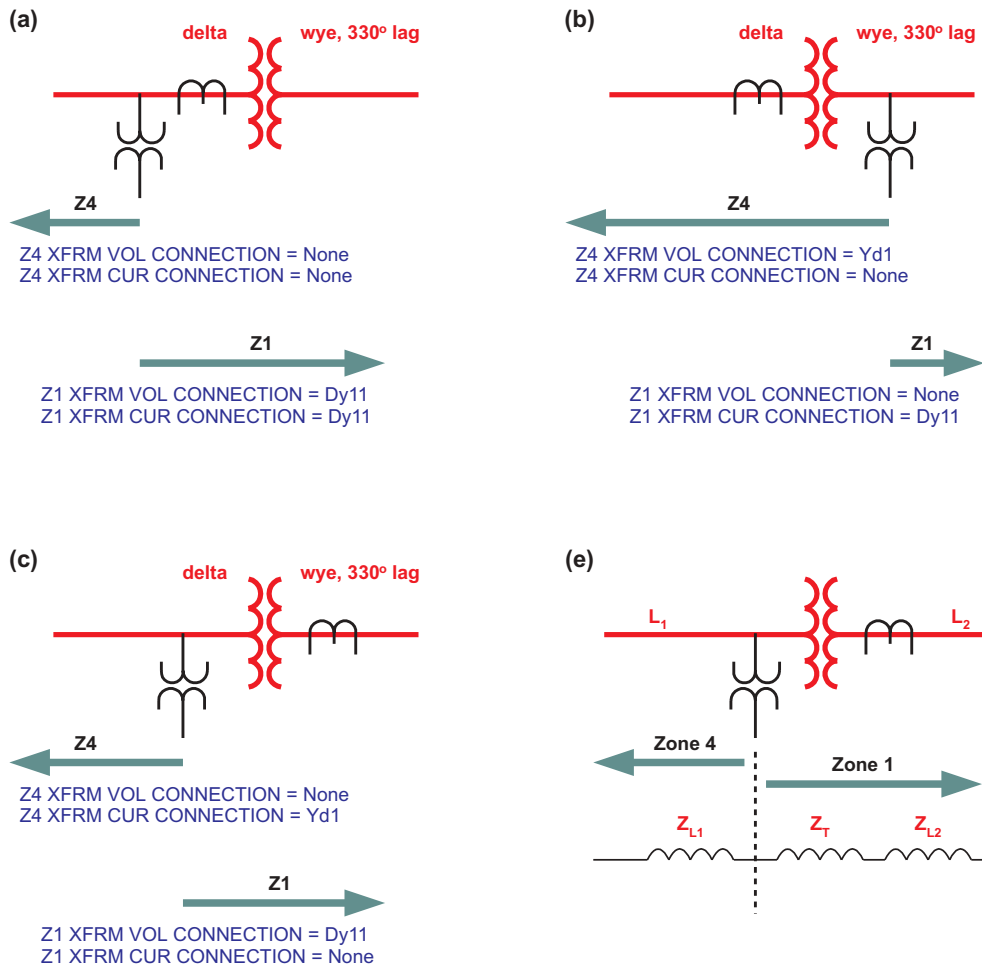 (a)
delta
wye, 330° lag
Z4
Z4 XFRM VOL CONNECTION = None
Z4 XFRM CUR CONNECTION = None
Z1
Z1 XFRM VOL CONNECTION = Dy11
Z1 XFRM CUR CONNECTION = Dy11
(b)
delta
wye, 330° lag
Z4
Z4 XFRM VOL CONNECTION = Yd1
Z4 XFRM CUR CONNECTION = None
Z1
Z1 XFRM VOL CONNECTION = None
Z1 XFRM CUR CONNECTION = Dy11
(c)
delta
wye, 330° lag
Z4
Z4 XFRM VOL CONNECTION = None
Z4 XFRM CUR CONNECTION = Yd1
Z1
Z1 XFRM VOL CONNECTION = Dy11
Z1 XFRM CUR CONNECTION = None
(e)
L1
L2
Zone 4
Zone 1
ZL1
ZT
ZL2